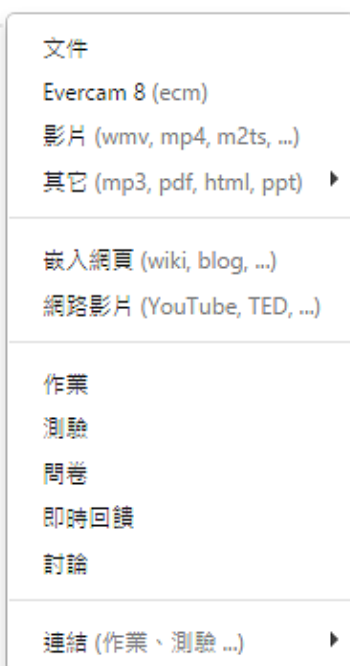 文件
Evercam 8 (ecm)
影片 (wmv, mp4, m2ts, ...)
其它 (mp3, pdf, html, ppt)
嵌入網頁 (wiki, blog, ...)
網路影片 (YouTube, TED, ...)
作業
測驗
問卷
即時回饋
討論
連結 (作業、測驗 ...)